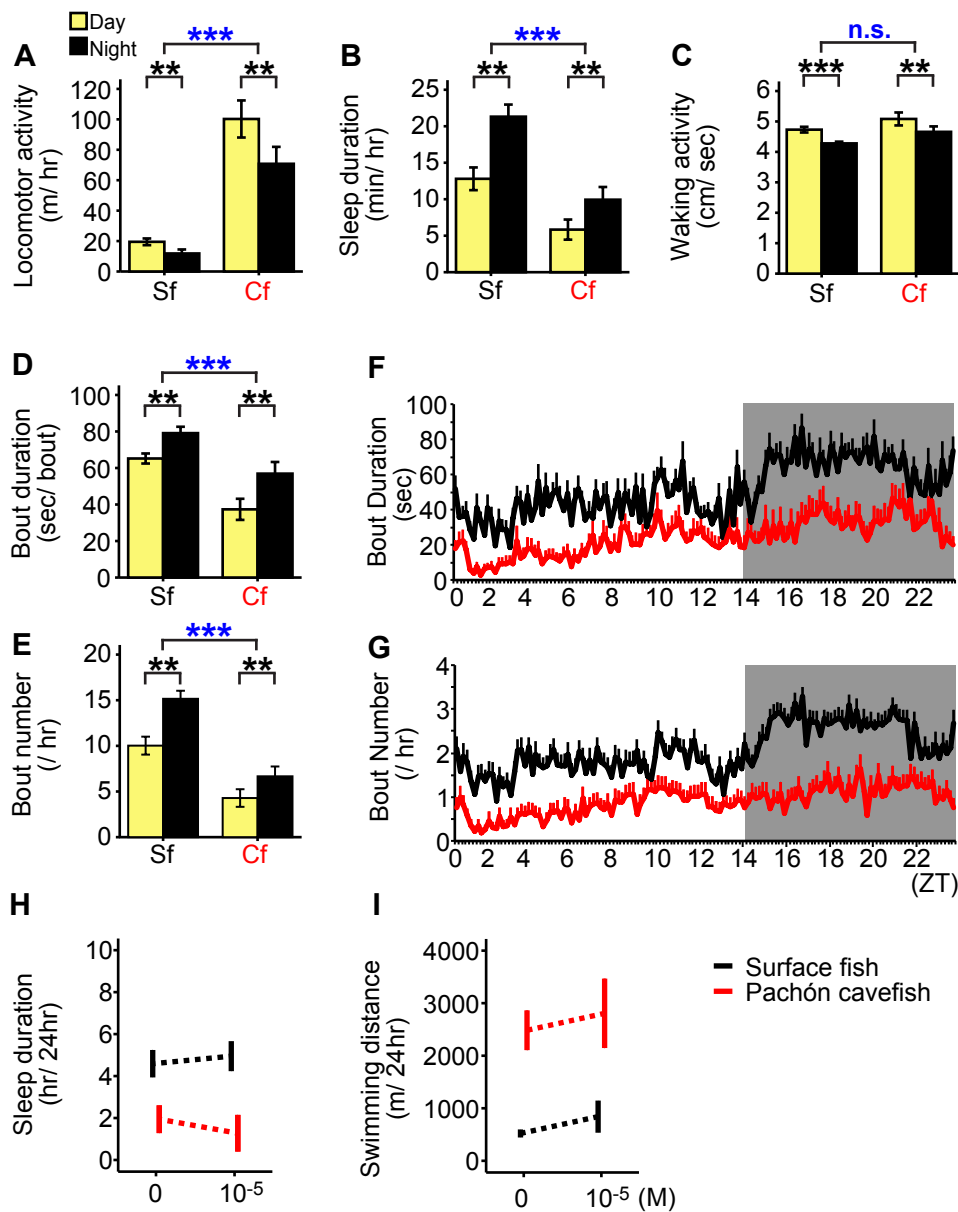 Day
Night
A
***
**
**
Locomotor activity
(m/ hr)
120
100
80
60
40
20
0
Sf
Cf
B
***
**
**
Sleep duration
(min/ hr)
25
20
15
10
5
0
Sf
Cf
C
n.s.
***
**
Waking activity
(cm/ sec)
6
5
4
3
2
1
0
Sf
Cf
D
***
**
**
Bout duration
(sec/ bout)
100
80
60
40
20
0
Sf
Cf
F
Bout Duration
(sec)
100
80
60
40
20
0
0 2 4 6 8 10 12 14 16 18 20 22
E
***
**
**
Bout number
(/ hr)
20
15
10
5
0
Sf
Cf
G
Bout Number
(/ hr)
4
3
2
1
0
0 2 4 6 8 10 12 14 16 18 20 22
(ZT)
H
Sleep duration
(hr/ 24hr)
10
8
6
4
2
0
0 10⁻⁵
I
Swimming distance
(m/ 24hr)
4000
3000
2000
1000
0
0 10⁻⁵ (M)
Surface fish
Pachón cavefish